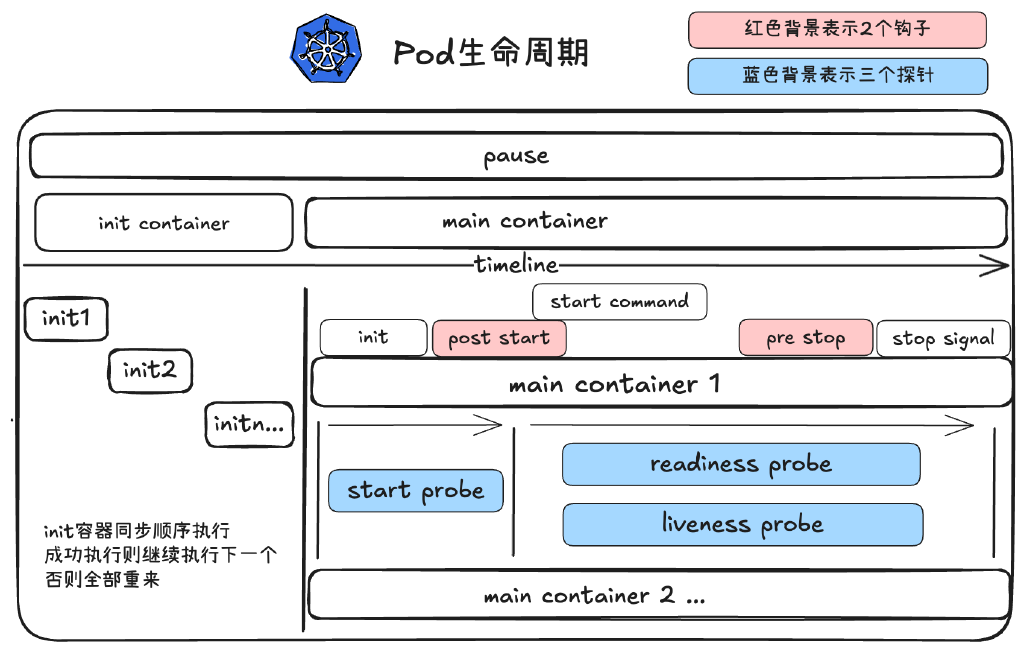 Pod生命周期
红色背景表示2个钩子
蓝色背景表示三个探针
pause
init container
main container
timeline
init1
init2
initn...
init容器同步顺序执行
成功执行则继续执行下一个
否则全部重来
start command
init
post start
pre stop
stop signal
main container 1
start probe
readiness probe
liveness probe
main container 2 ...